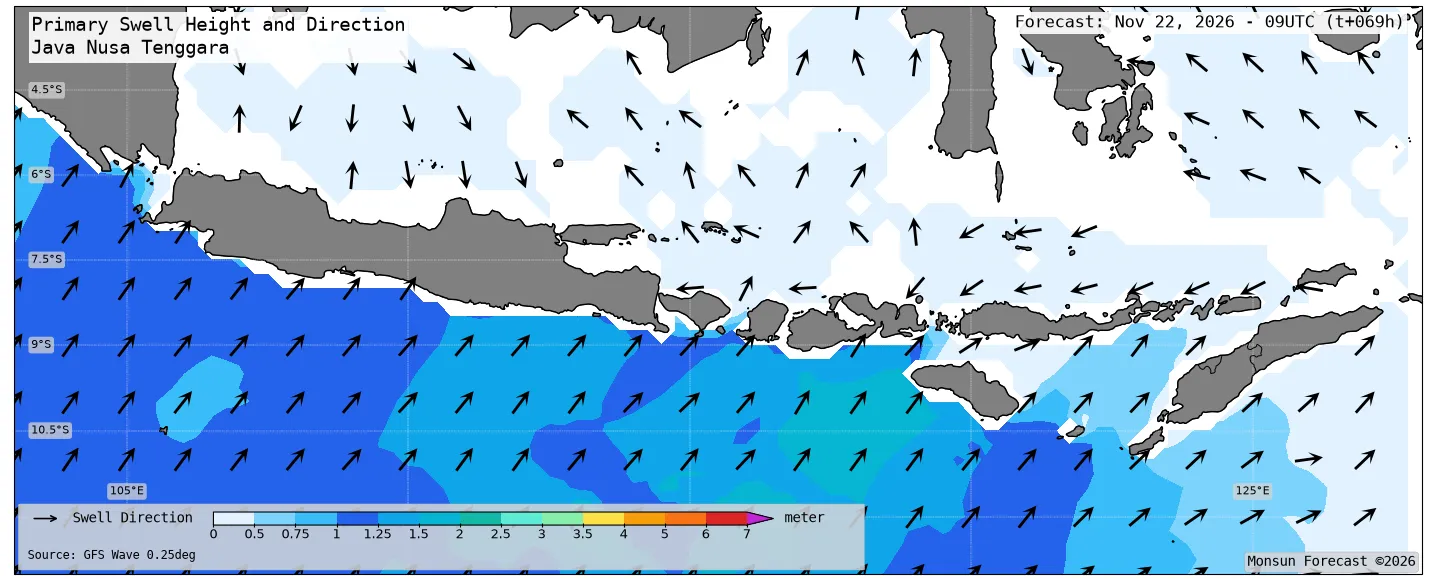 Primary Swell Height and Direction
Java Nusa Tenggara
Forecast: Nov 22, 2026 - 09UTC (t+069h)
4.5°S
6°S
7.5°S
9°S
10.5°S
105°E
125°E
Swell Direction
0 0.5 0.75 1 1.25 1.5 2 2.5 3 3.5 4 5 6 7
meter
Source: GFS Wave 0.25deg
Monsun Forecast ©2026